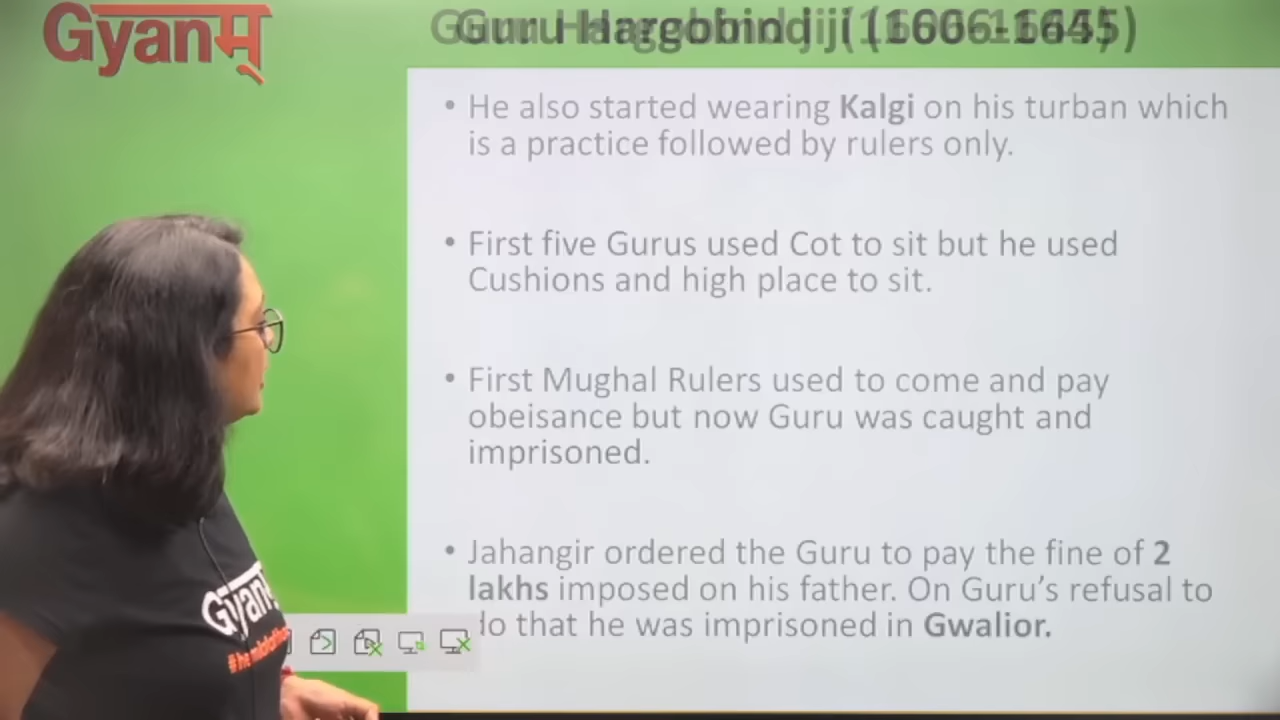 Gyanम्
Guru Hargobind ji (1606-1645)
• He also started wearing Kalgi on his turban which
is a practice followed by rulers only.
• First five Gurus used Cot to sit but he used
Cushions and high place to sit.
• First Mughal Rulers used to come and pay
obeisance but now Guru was caught and
imprisoned.
• Jahangir ordered the Guru to pay the fine of 2
lakhs imposed on his father. On Guru's refusal to
do that he was imprisoned in Gwalior.
Gyanम्